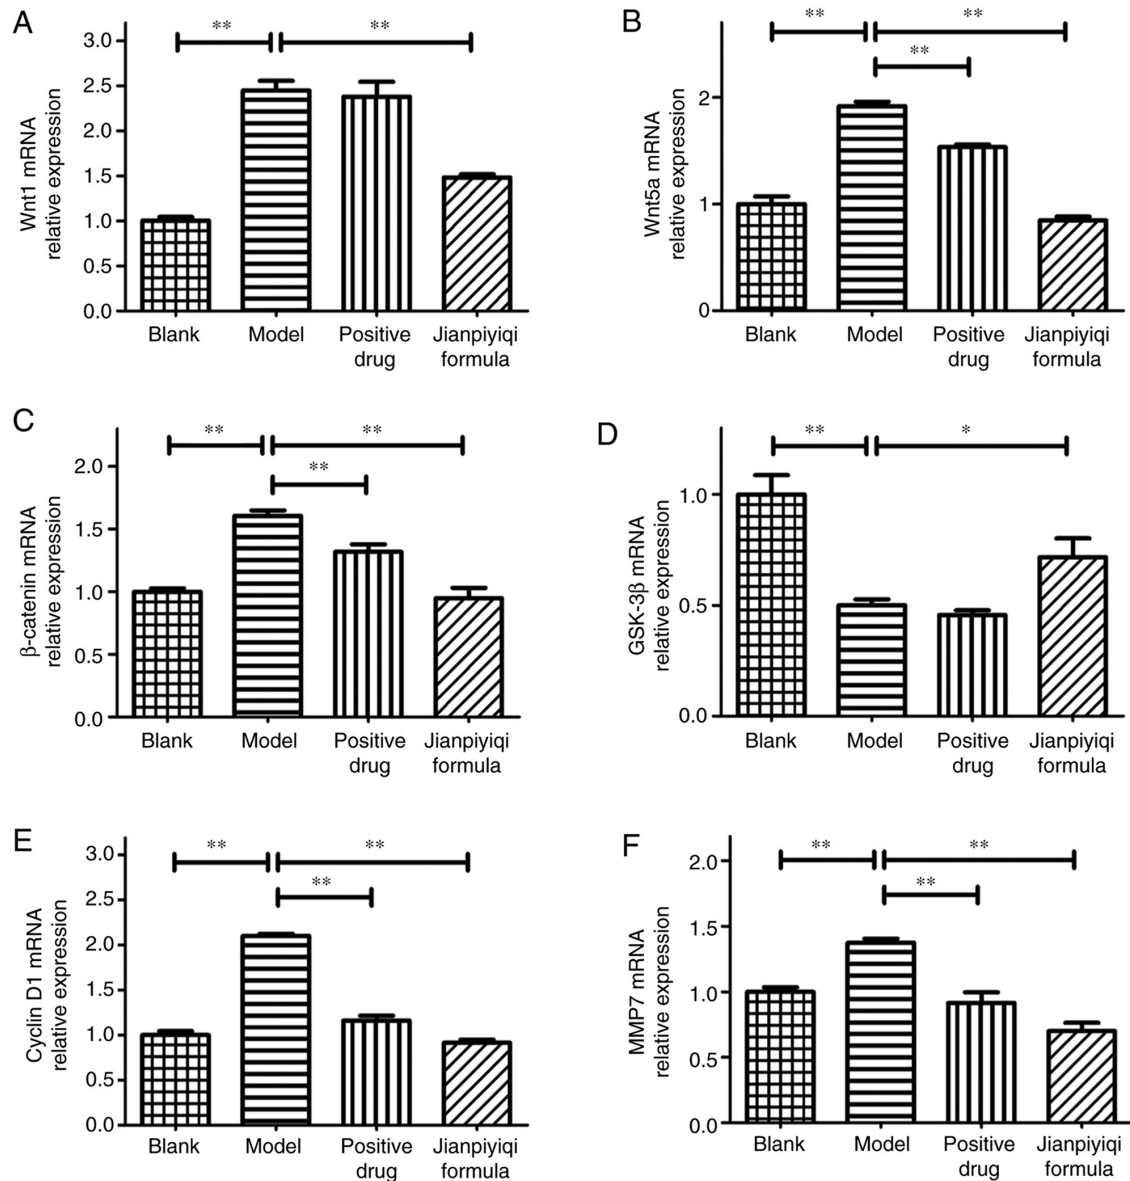 A
Wnt1 mRNA
relative expression
3.0
2.5
2.0
1.5
1.0
0.5
0.0
**
**
Blank
Model
Positive
drug
Jianpiyiqi
formula
B
Wnt5a mRNA
relative expression
2
1
0
**
**
**
Blank
Model
Positive
drug
Jianpiyiqi
formula
C
β-catenin mRNA
relative expression
2.0
1.5
1.0
0.5
0.0
**
**
**
Blank
Model
Positive
drug
Jianpiyiqi
formula
D
GSK-3β mRNA
relative expression
1.0
0.5
0.0
**
*
Blank
Model
Positive
drug
Jianpiyiqi
formula
E
Cyclin D1 mRNA
relative expression
3.0
2.5
2.0
1.5
1.0
0.5
0.0
**
**
**
Blank
Model
Positive
drug
Jianpiyiqi
formula
F
MMP7 mRNA
relative expression
2.0
1.5
1.0
0.5
0.0
**
**
**
Blank
Model
Positive
drug
Jianpiyiqi
formula